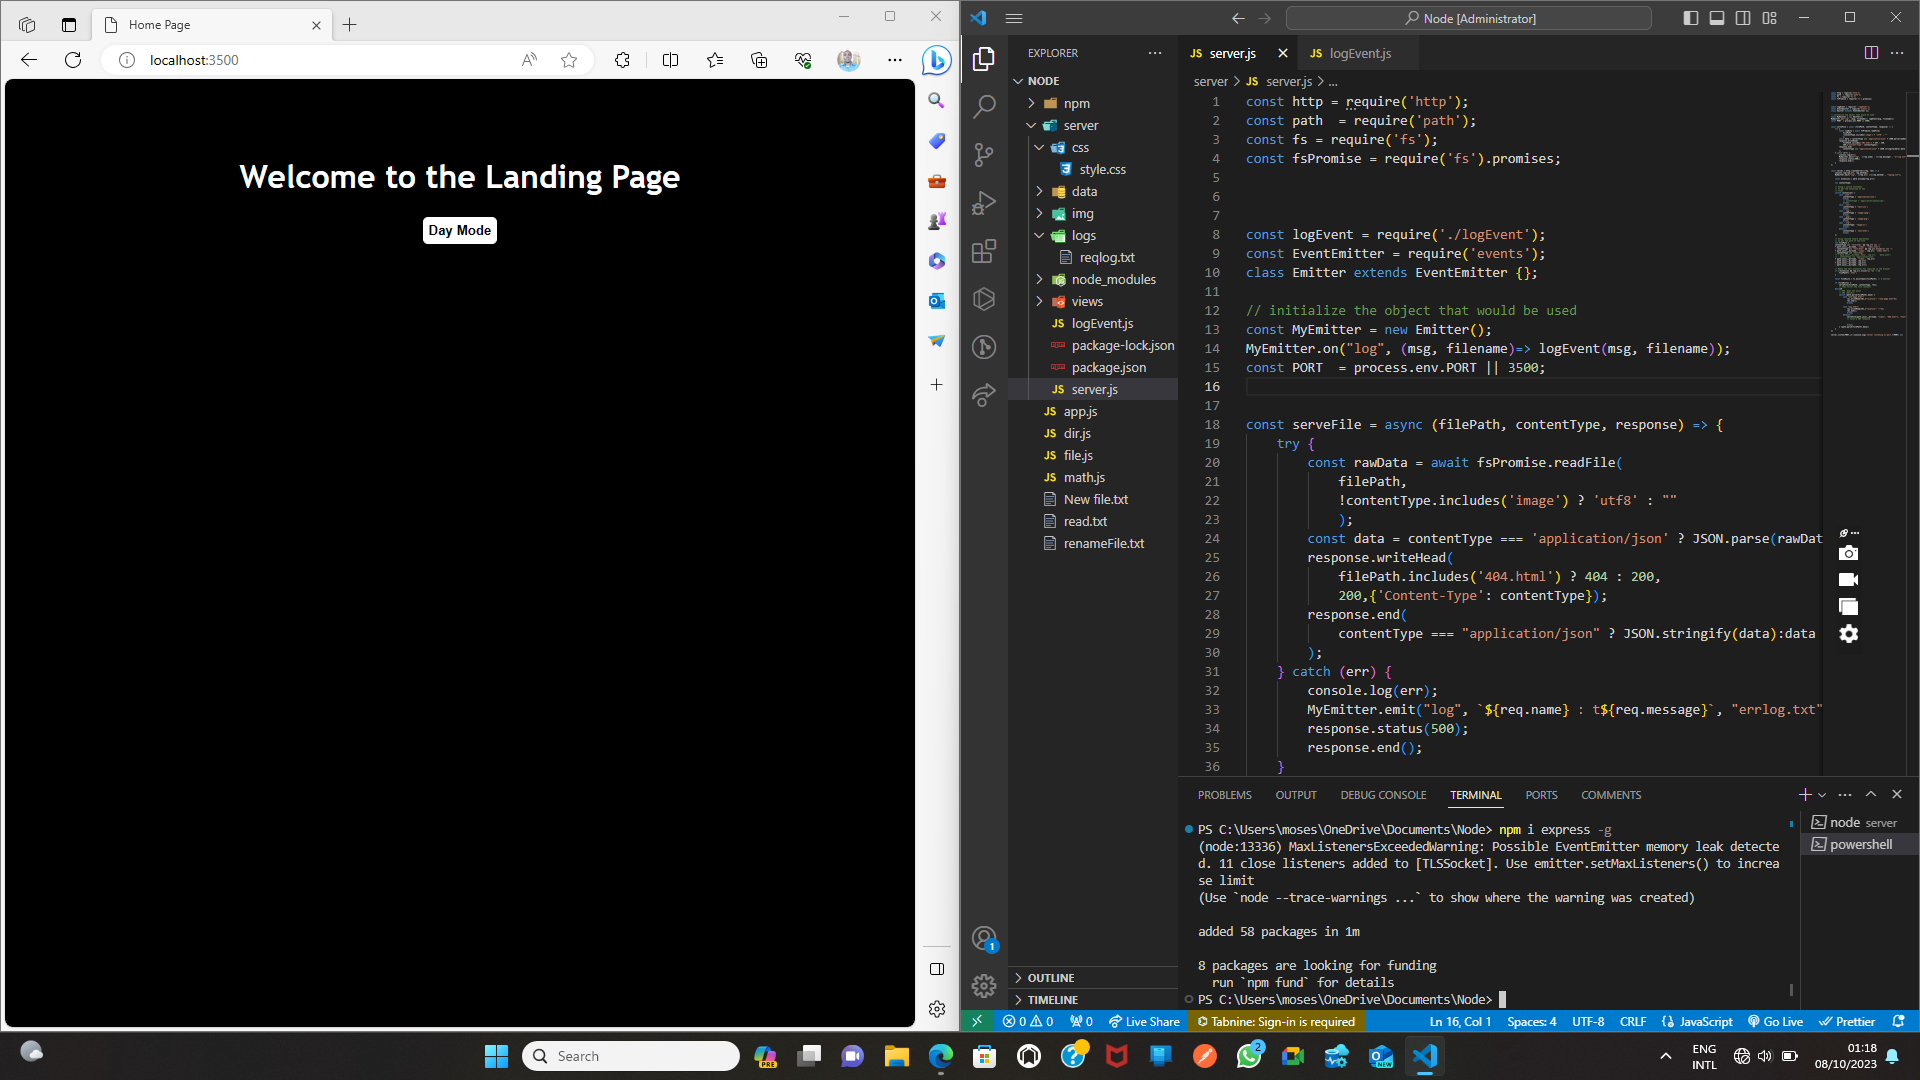 Home Page
localhost:3500
Welcome to the Landing Page
Day Mode
Node [Administrator]
EXPLORER
NODE
npm
server
css
style.css
data
img
logs
reqlog.txt
node_modules
views
logEvent.js
package-lock.json
package.json
server.js
app.js
dir.js
file.js
math.js
New file.txt
read.txt
renameFile.txt
OUTLINE
TIMELINE
JS server.js
JS logEvent.js
server > JS server.js > ...
1 const http = require('http');
2 const path  = require('path');
3 const fs = require('fs');
4 const fsPromise = require('fs').promises;
5
6
7
8 const logEvent = require('./logEvent');
9 const EventEmitter = require('events');
10 class Emitter extends EventEmitter {};
11
12 // initialize the object that would be used
13 const MyEmitter = new Emitter();
14 MyEmitter.on("log", (msg, filename)=> logEvent(msg, filename));
15 const PORT  = process.env.PORT || 3500;
16
17
18 const serveFile = async (filePath, contentType, response) => {
19 try {
20 const rawData = await fsPromise.readFile(
21 filePath,
22 !contentType.includes('image') ? 'utf8' : ""
23 );
24 const data = contentType === 'application/json' ? JSON.parse(rawDat
25 response.writeHead(
26 filePath.includes('404.html') ? 404 : 200,
27 200,{'Content-Type': contentType});
28 response.end(
29 contentType === "application/json" ? JSON.stringify(data):data
30 );
31 } catch (err) {
32 console.log(err);
33 MyEmitter.emit("log", `${req.name} : t${req.message}`, "errlog.txt"
34 response.status(500);
35 response.end();
36 }
PROBLEMS OUTPUT DEBUG CONSOLE TERMINAL PORTS COMMENTS
PS C:\Users\moses\OneDrive\Documents\Node> npm i express -g
(node:13336) MaxListenersExceededWarning: Possible EventEmitter memory leak detecte
d. 11 close listeners added to [TLSSocket]. Use emitter.setMaxListeners() to increa
se limit
(Use `node --trace-warnings ...` to show where the warning was created)
added 58 packages in 1m
8 packages are looking for funding
run `npm fund` for details
PS C:\Users\moses\OneDrive\Documents\Node>
node server
powershell
1
0 0 0 Live Share Tabnine: Sign-in is required Ln 16, Col 1 Spaces: 4 UTF-8 CRLF {} JavaScript Go Live Prettier
Search
PRE
2
NEW
ENG
INTL
01:18
08/10/2023